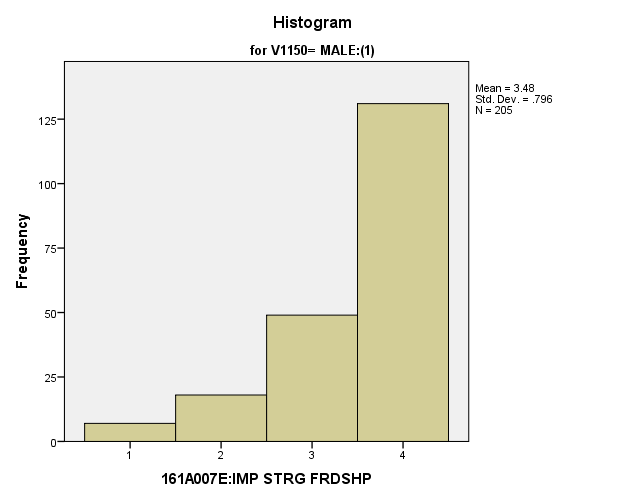 Histogram
for V1150= MALE:(1)
Mean = 3.48
Std. Dev. = .796
N = 205
Frequency
125
100
75
50
25
0
1 2 3 4
161A007E:IMP STRG FRDSHP